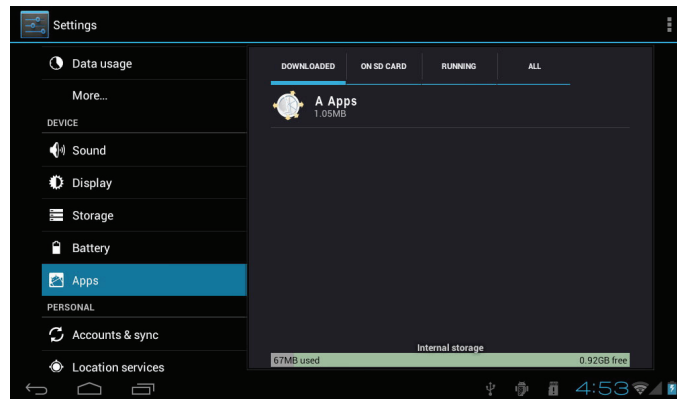 Settings
Data usage
More...
DEVICE
Sound
Display
Storage
Battery
Apps
PERSONAL
Accounts & sync
Location services
DOWNLOADED ON SD CARD RUNNING ALL
A Apps
1.05MB
Internal storage
67MB used 0.92GB free
4:53